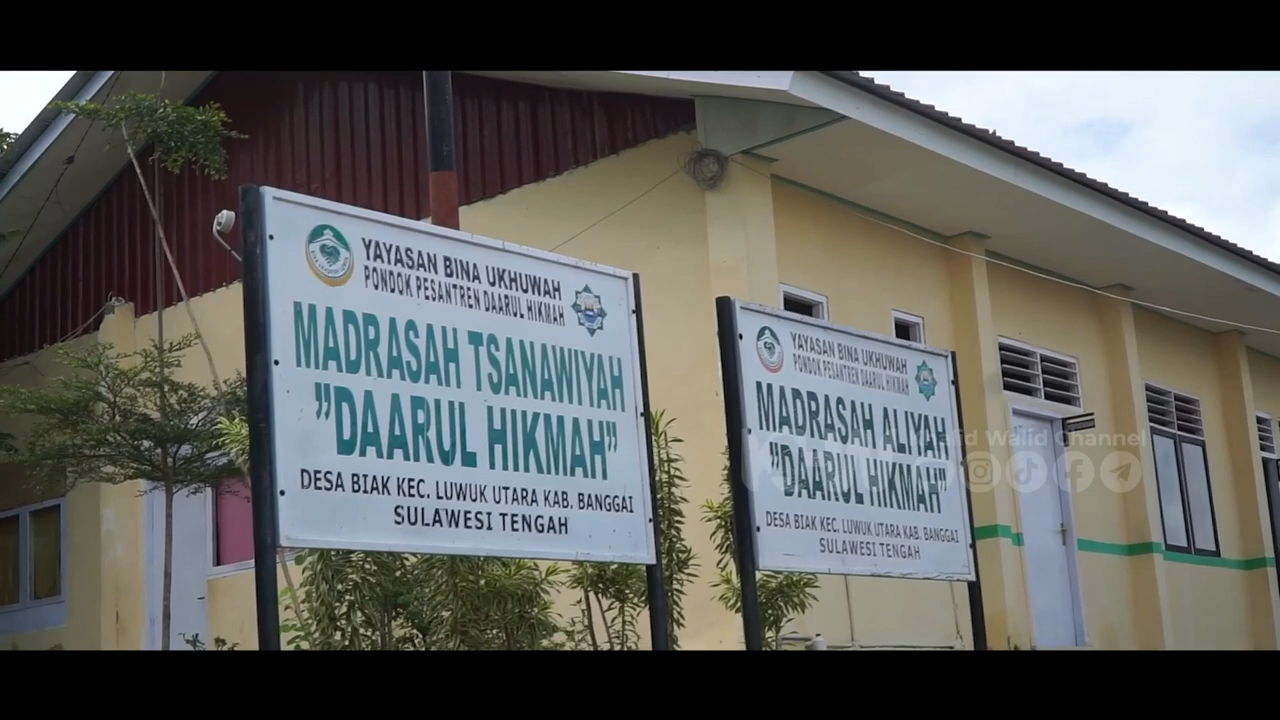 YAYASAN BINA UKHUWAH
PONDOK PESANTREN DAARUL HIKMAH
MADRASAH TSANAWIYAH
"DAARUL HIKMAH"
DESA BIAK KEC. LUWUK UTARA KAB. BANGGAI
SULAWESI TENGAH
YAYASAN BINA UKHUWAH
PONDOK PESANTREN DAARUL HIKMAH
MADRASAH ALIYAH
"DAARUL HIKMAH"
DESA BIAK KEC. LUWUK UTARA KAB. BANGGAI
SULAWESI TENGAH
Walid Channel